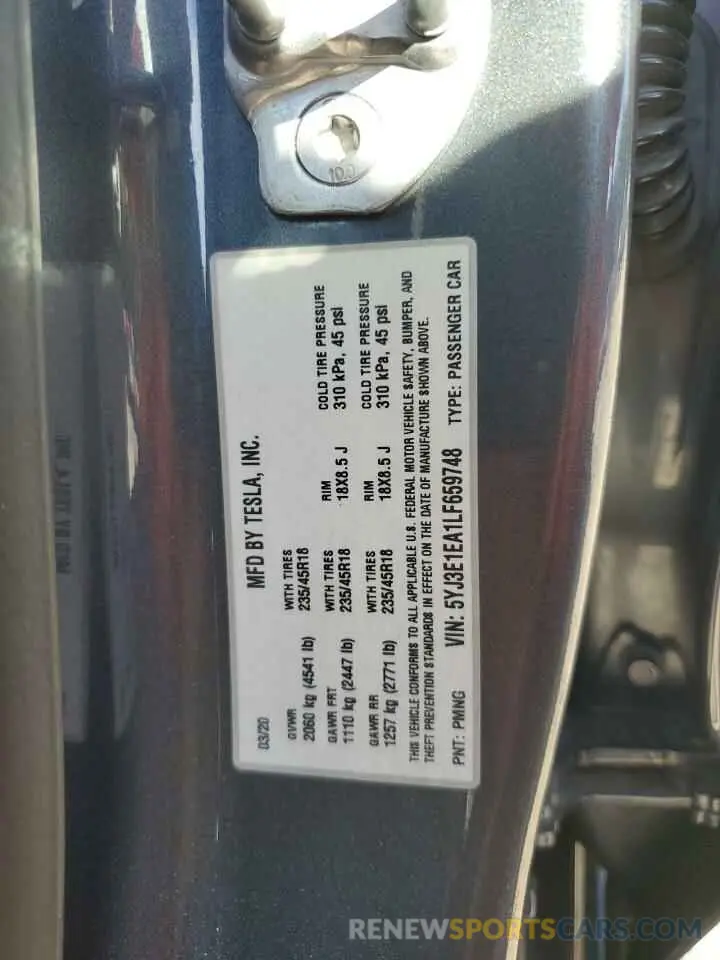 MFD BY TESLA, INC.
03/20
GVWR
2060 kg (4541 lb)
WITH TIRES
235/45R18
GAWR FRT
1110 kg (2447 lb)
WITH TIRES
235/45R18
RIM
18X8.5 J
COLD TIRE PRESSURE
310 kPa, 45 psi
GAWR RR
1257 kg (2771 lb)
WITH TIRES
235/45R18
RIM
18X8.5 J
COLD TIRE PRESSURE
310 kPa, 45 psi
THIS VEHICLE CONFORMS TO ALL APPLICABLE U.S. FEDERAL MOTOR VEHICLE SAFETY, BUMPER, AND
THEFT PREVENTION STANDARDS IN EFFECT ON THE DATE OF MANUFACTURE SHOWN ABOVE.
PNT: PMNG VIN: 5YJ3E1EA1LF659748 TYPE: PASSENGER CAR
RENEWSPORTSCARS.COM